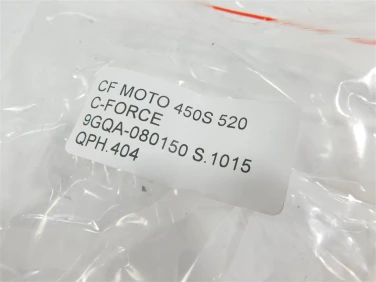 CF MOTO 450S 520
C-FORCE
9GQA-080150 S.1015
QPH.404